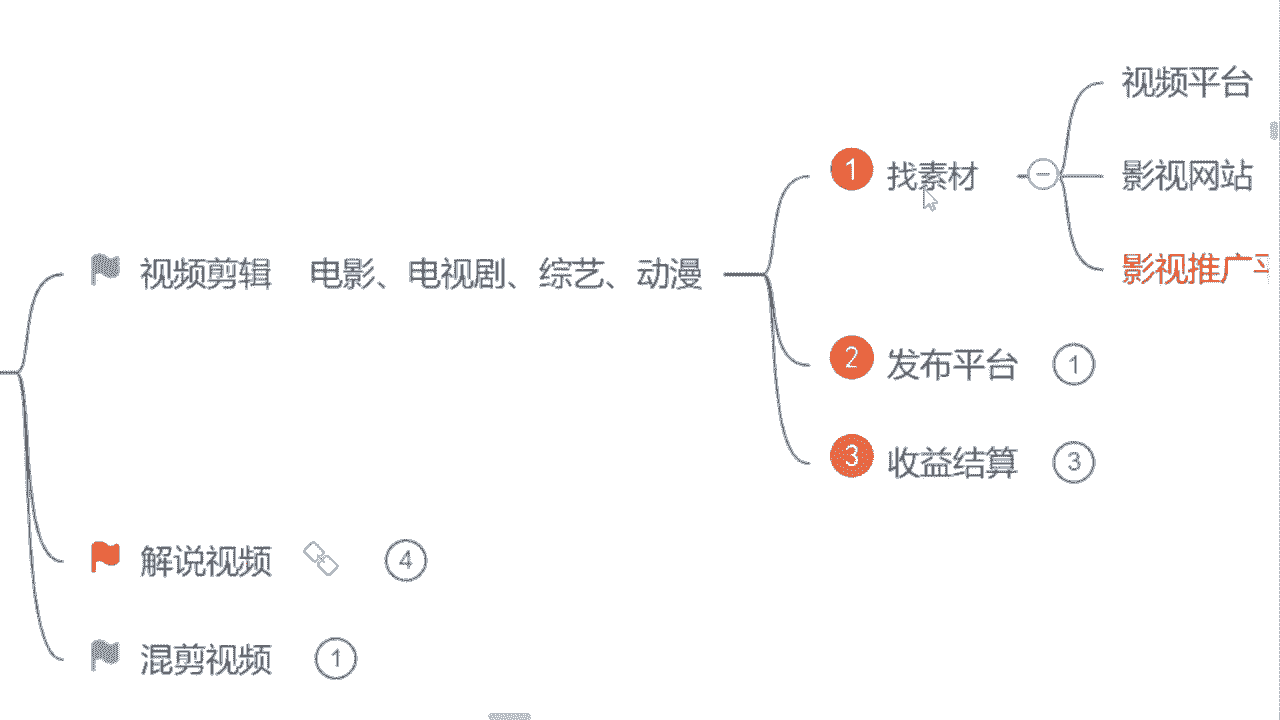 视频平台
1 找素材
影视网站
影视推广
视频剪辑 电影、电视剧、综艺、动漫
2 发布平台 1
3 收益结算 3
解说视频 4
混剪视频 1